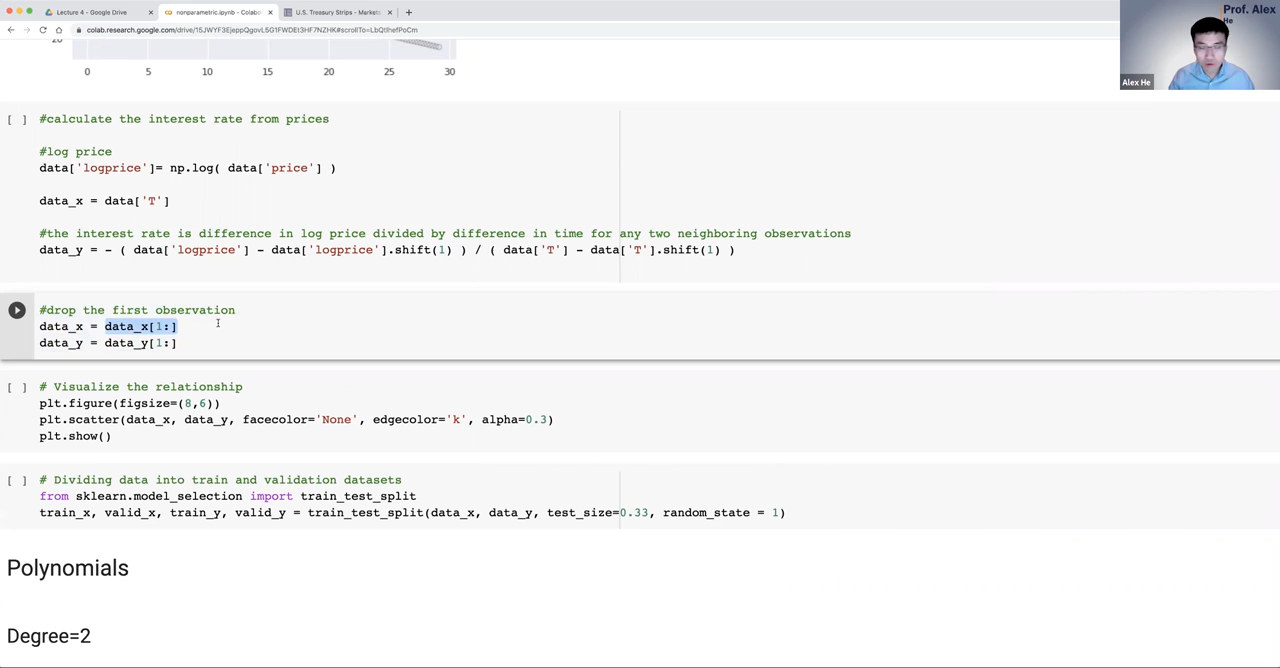 Lecture 4 - Google Drive
nonparametric.ipynb - Colabo
U.S. Treasury Strips - Market
colab.research.google.com/drive/15JWYF3EjeppQgovL5G1FWDEt3HF7NZHK#scrollTo=LbQtlhefPoCm
Prof. Alex
He
Alex He
20
0 5 10 15 20 25 30
[ ] #calculate the interest rate from prices
#log price
data['logprice']= np.log( data['price'] )
data_x = data['T']
#the interest rate is difference in log price divided by difference in time for any two neighboring observations
data_y = - ( data['logprice'] - data['logprice'].shift(1) ) / ( data['T'] - data['T'].shift(1) )
#drop the first observation
data_x = data_x[1:]
data_y = data_y[1:]
[ ] # Visualize the relationship
plt.figure(figsize=(8,6))
plt.scatter(data_x, data_y, facecolor='None', edgecolor='k', alpha=0.3)
plt.show()
[ ] # Dividing data into train and validation datasets
from sklearn.model_selection import train_test_split
train_x, valid_x, train_y, valid_y = train_test_split(data_x, data_y, test_size=0.33, random_state = 1)
Polynomials
Degree=2